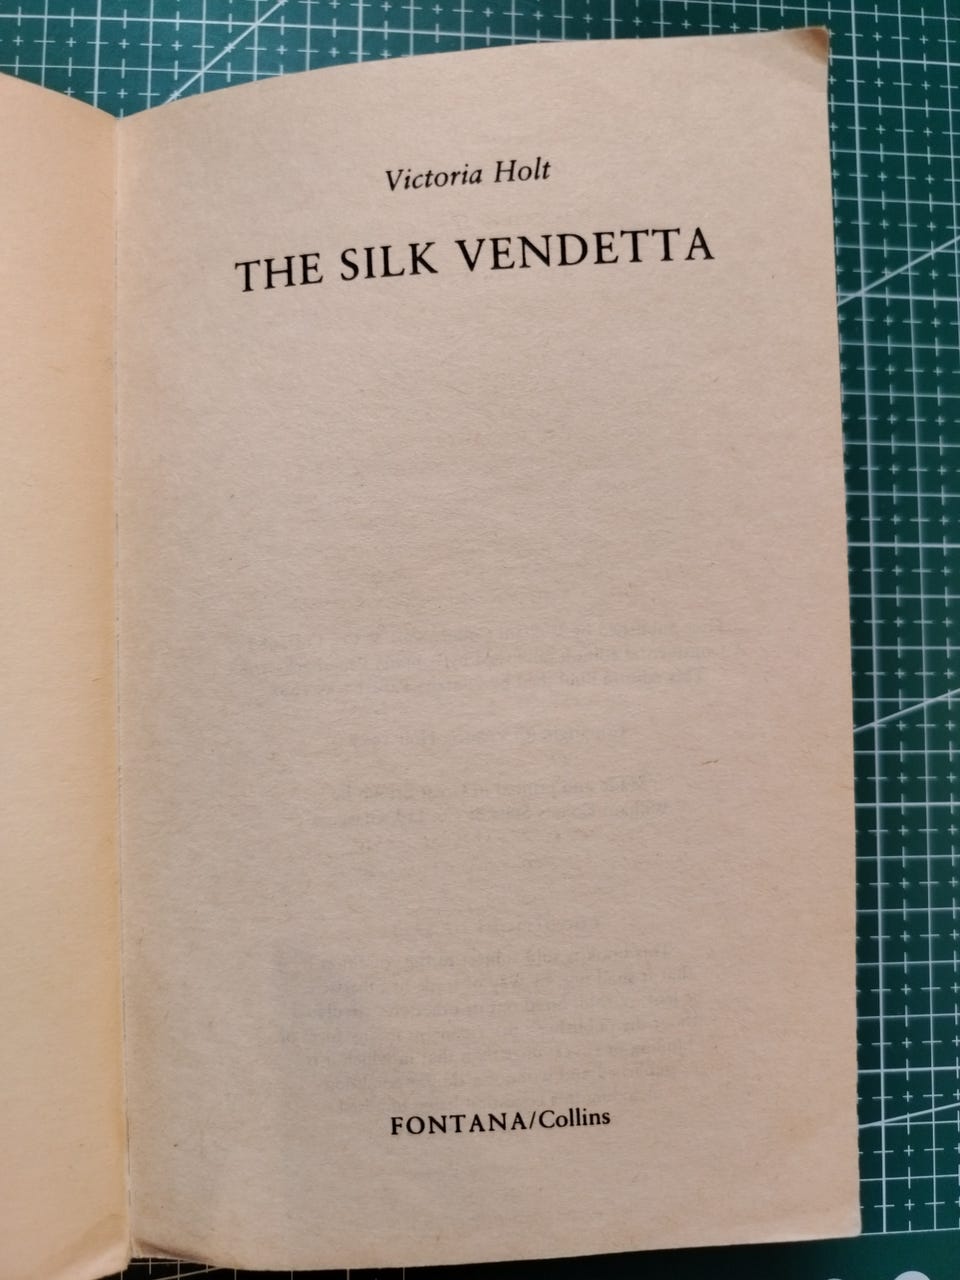 Victoria Holt
THE SILK VENDETTA
FONTANA/Collins